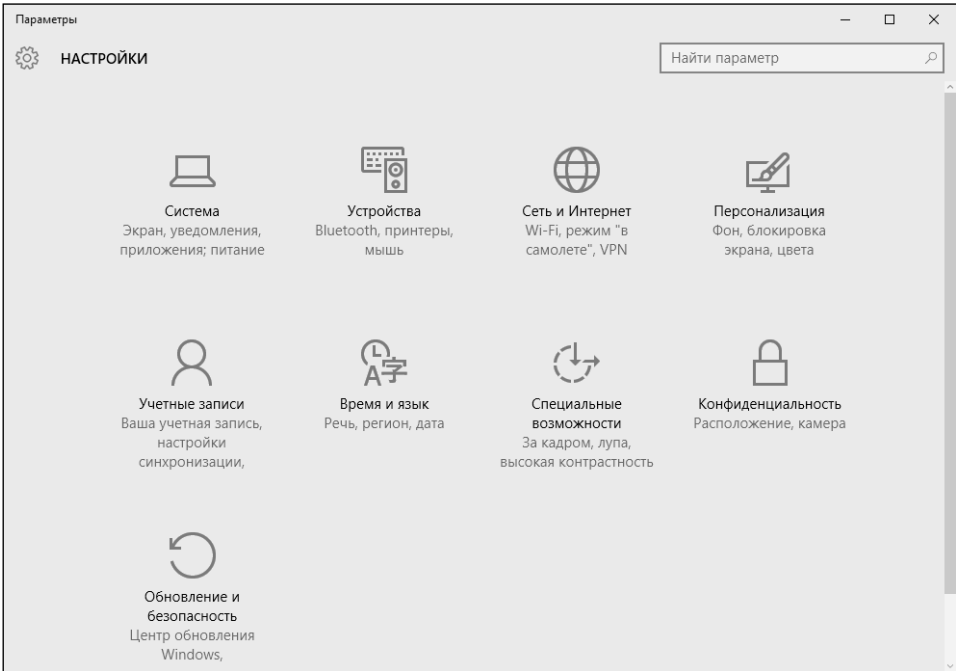 Параметры
НАСТРОЙКИ
Найти параметр
Система
Экран, уведомления,
приложения; питание
Устройства
Bluetooth, принтеры,
мышь
Сеть и Интернет
Wi-Fi, режим "в
самолете", VPN
Персонализация
Фон, блокировка
экрана, цвета
Учетные записи
Ваша учетная запись,
настройки
синхронизации,
Время и язык
Речь, регион, дата
Специальные
возможности
За кадром, лупа,
высокая контрастность
Конфиденциальность
Расположение, камера
Обновление и
безопасность
Центр обновления
Windows,